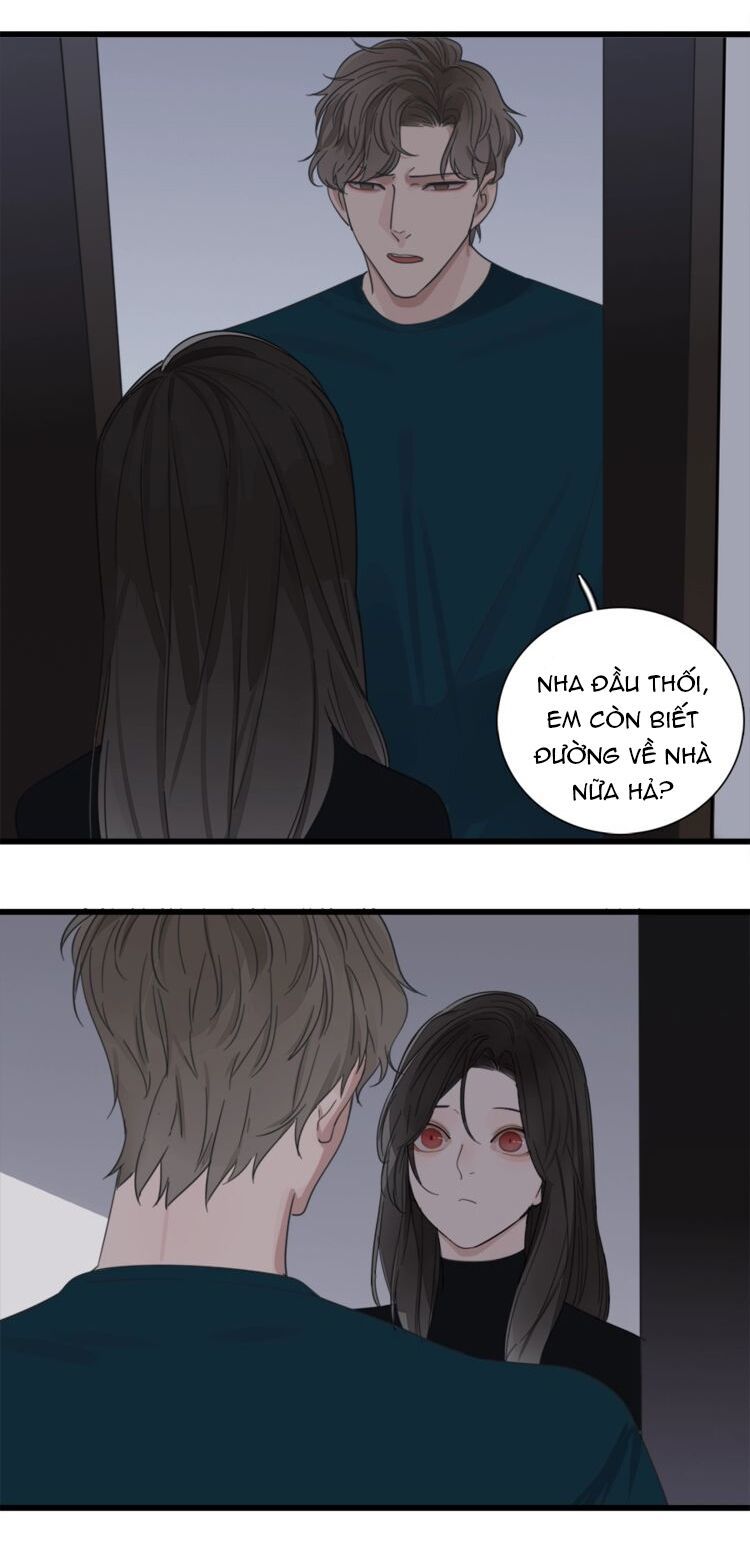 NHA ĐẦU THỐI,
EM CÒN BIẾT
ĐƯỜNG VỀ NHÀ
NỮA HẢ?